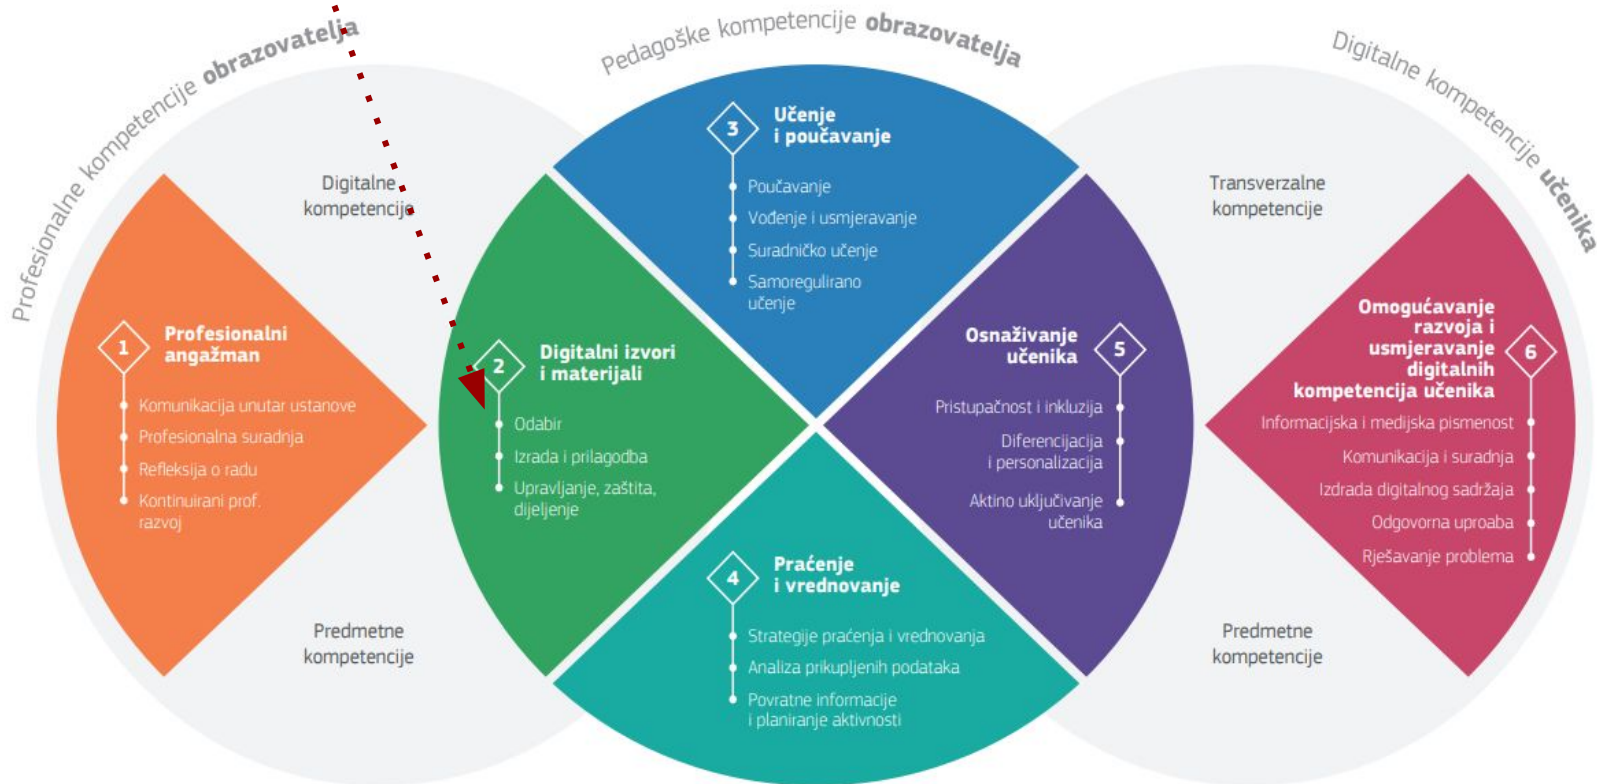 Profesionalne kompetencije obrazovatelja
Pedagoške kompetencije obrazovatelja
Digitalne kompetencije učenika
Digitalne
kompetencije
Predmetne
kompetencije
Transverzalne
kompetencije
Predmetne
kompetencije
1
Profesionalni
angažman
Komunikacija unutar ustanove
Profesionalna suradnja
Refleksija o radu
Kontinuirani prof.
razvoj
2
Digitalni izvori
i materijali
Odabir
Izrada i prilagodba
Upravljanje, zaštita,
dijeljenje
3
Učenje
i poučavanje
Poučavanje
Vođenje i usmjeravanje
Suradničko učenje
Samoregulirano
učenje
4
Praćenje
i vrednovanje
Strategije praćenja i vrednovanja
Analiza prikupljenih podataka
Povratne informacije
i planiranje aktivnosti
Osnaživanje
učenika
5
Pristupačnost i inkluzija
Diferencijacija
i personalizacija
Aktino uključivanje
učenika
Omogućavanje
razvoja i
usmjeravanje
digitalnih
kompetencija učenika
6
Informacijska i medijska pismenost
Komunikacija i suradnja
Izdrada digitalnog sadržaja
Odgovorna uproaba
Rješavanje problema